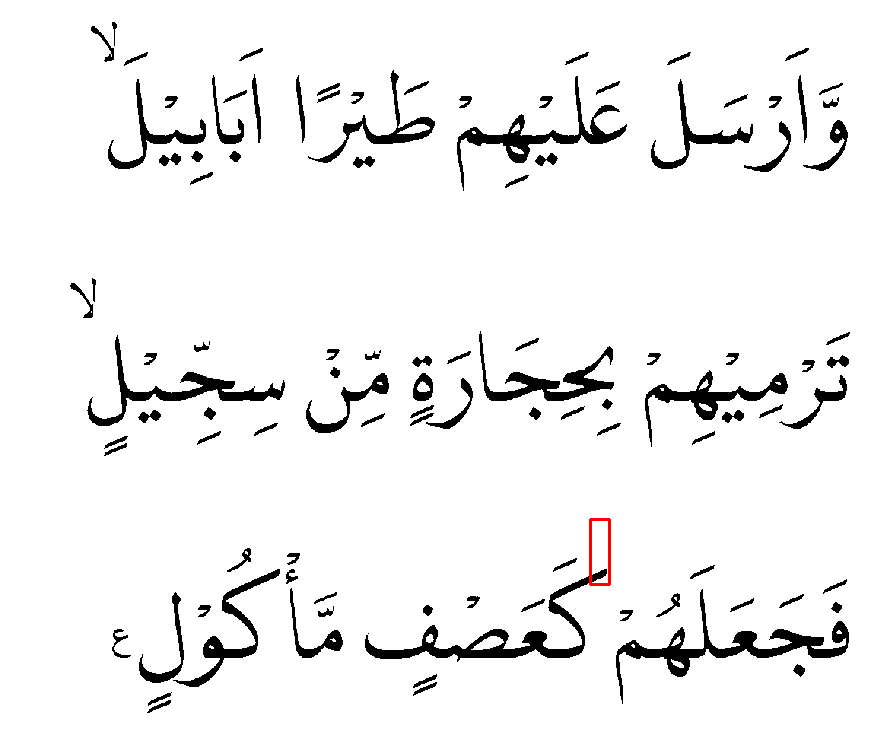 وَّاَرْسَلَ عَلَيْهِمْ طَيْرًا اَبَابِيْلَۙ
تَرْمِيْهِمْ بِحِجَارَةٍ مِّنْ سِجِّيْلٍۙ
فَجَعَلَهُمْ كَعَصْفٍ مَّأْكُوْلٍ ع